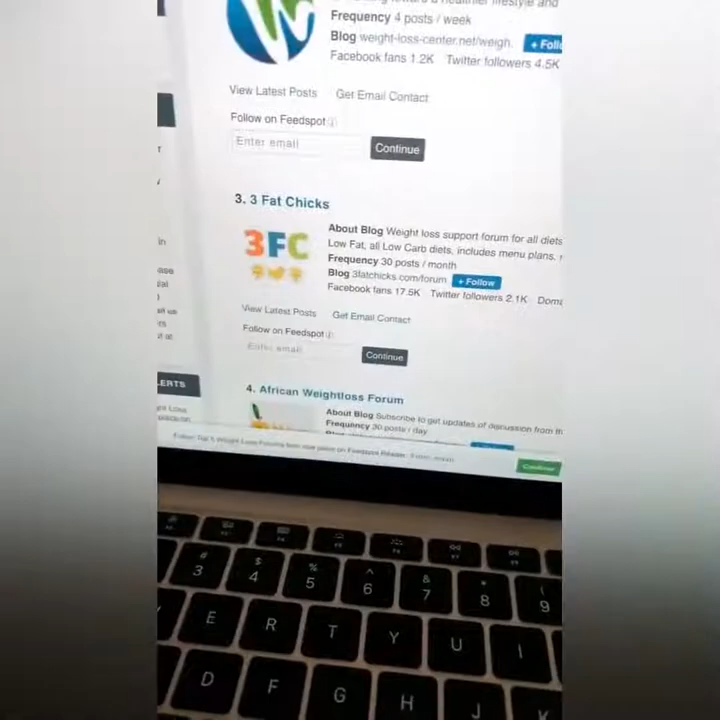 Frequency 4 posts / week
Blog weight-loss-center.net/weigh.
+ Foll
Facebook fans 1.2K Twitter followers 4.5K
View Latest Posts Get Email Contact
Follow on Feedspot
Enter email
Continue
3. 3 Fat Chicks
3FC
About Blog Weight loss support forum for all diets
Low Fat, all Low Carb diets, includes menu plans,
Frequency 30 posts / month
Blog 3fatchicks.com/forum + Follow
Facebook fans 17.5K Twitter followers 2.1K Doma
View Latest Posts Get Email Contact
Follow on Feedspot
Enter email
Continue
4. African Weightloss Forum
About Blog Subscribe to get updates of discussion from
Frequency 30 posts / day
Continue
LERTS
# 3 $ 4 % 5 ^ 6 & 7 * 8 ( 9
E R T Y U I
D F G H J K